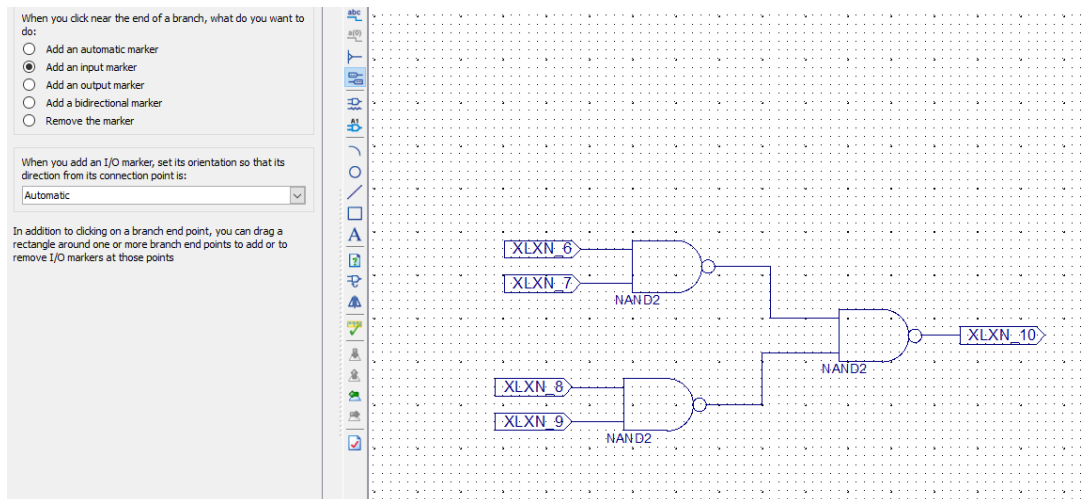 When you click near the end of a branch, what do you want to
do:
Add an automatic marker
Add an input marker
Add an output marker
Add a bidirectional marker
Remove the marker
When you add an I/O marker, set its orientation so that its
direction from its connection point is:
Automatic
In addition to clicking on a branch end point, you can drag a
rectangle around one or more branch end points to add or to
remove I/O markers at those points
abc
a(0)
A1
A
XLXN_6
XLXN_7
NAND2
XLXN_10
NAND2
XLXN_8
XLXN_9
NAND2